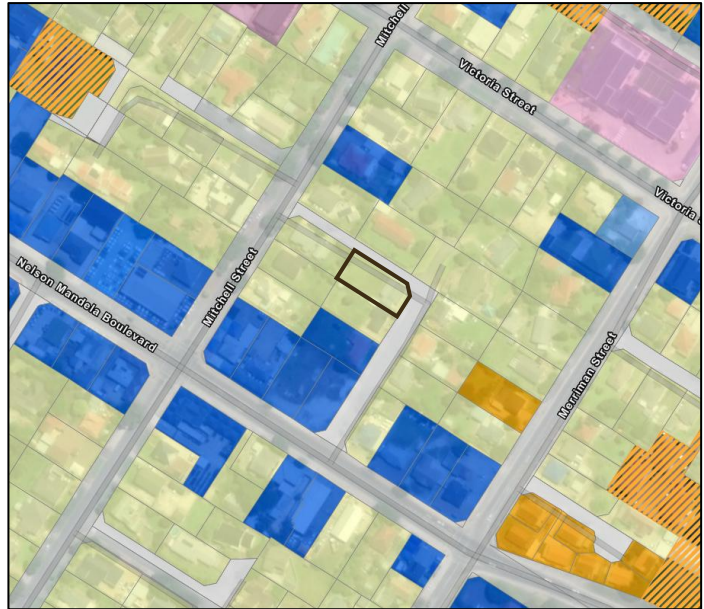 Mitchell
Victoria Street
Victoria
Mitchell Street
Nelson Mandela Boulevard
Merriman Street